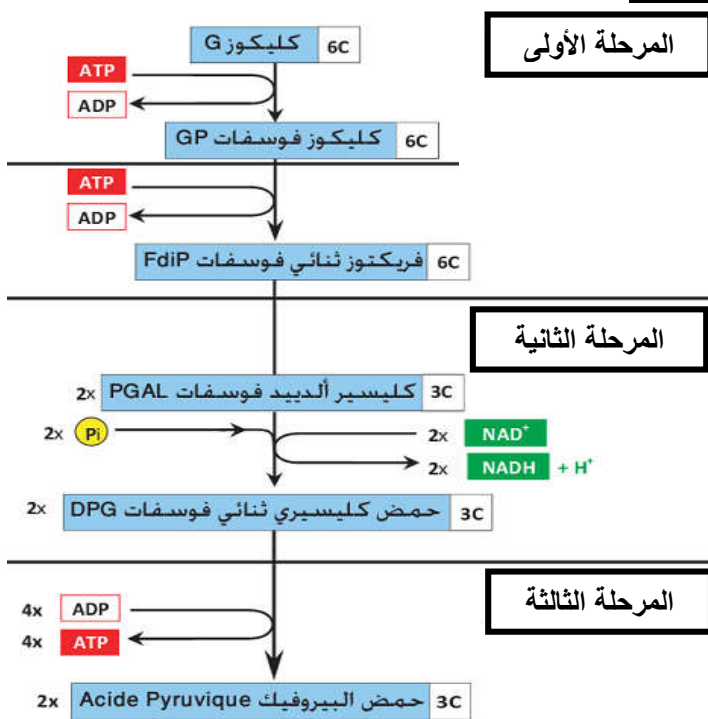 المرحلة الأولى
كليكوز G 6C
ATP
ADP
كليكوز فوسفات GP 6C
ATP
ADP
فريكتوز ثنائي فوسفات FdiP 6C
المرحلة الثانية
2x كليسير ألدييد فوسفات PGAL 3C
2x Pi
2x NAD⁺
2x NADH + H⁺
2x حمض كليسيري ثنائي فوسفات DPG 3C
المرحلة الثالثة
4x ADP
4x ATP
2x حمض البيروفيك Acide Pyruvique 3C